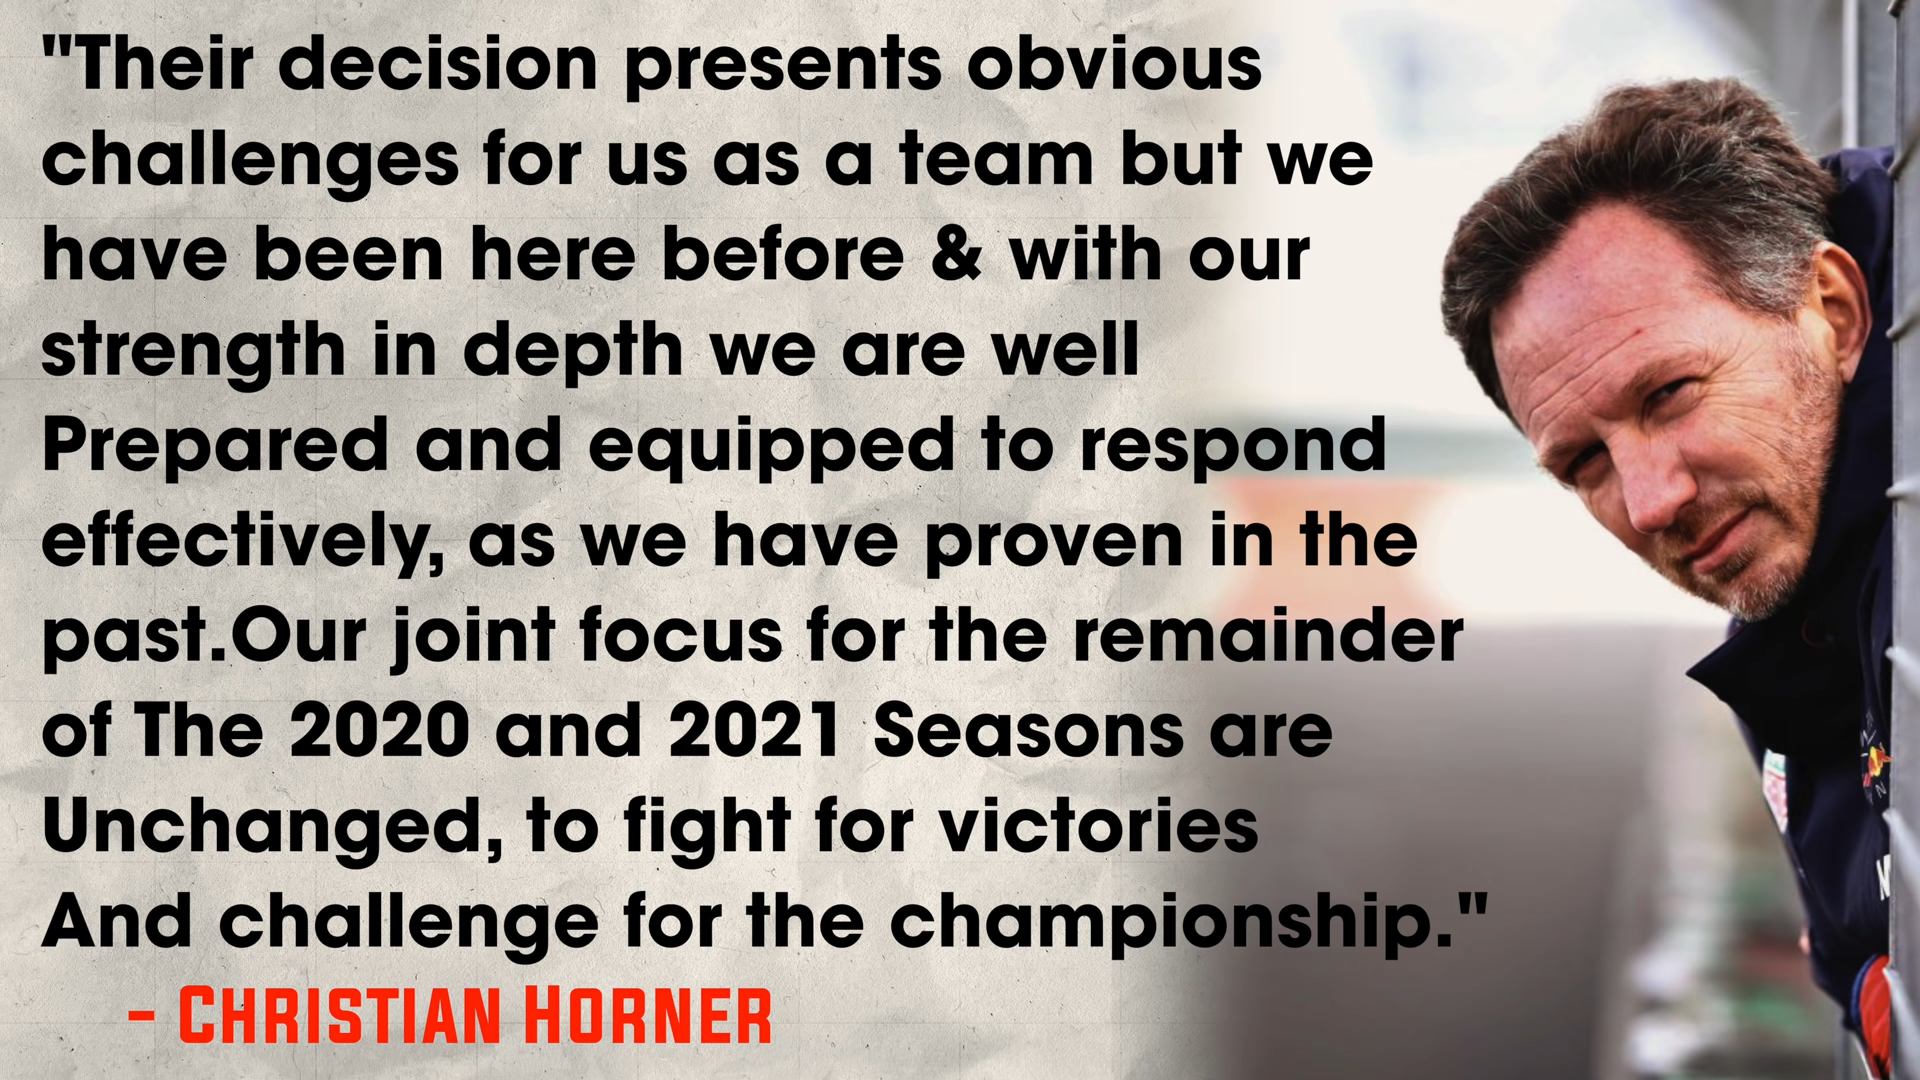 "Their decision presents obvious
challenges for us as a team but we
have been here before & with our
strength in depth we are well
Prepared and equipped to respond
effectively, as we have proven in the
past.Our joint focus for the remainder
of The 2020 and 2021 Seasons are
Unchanged, to fight for victories
And challenge for the championship."
- CHRISTIAN HORNER